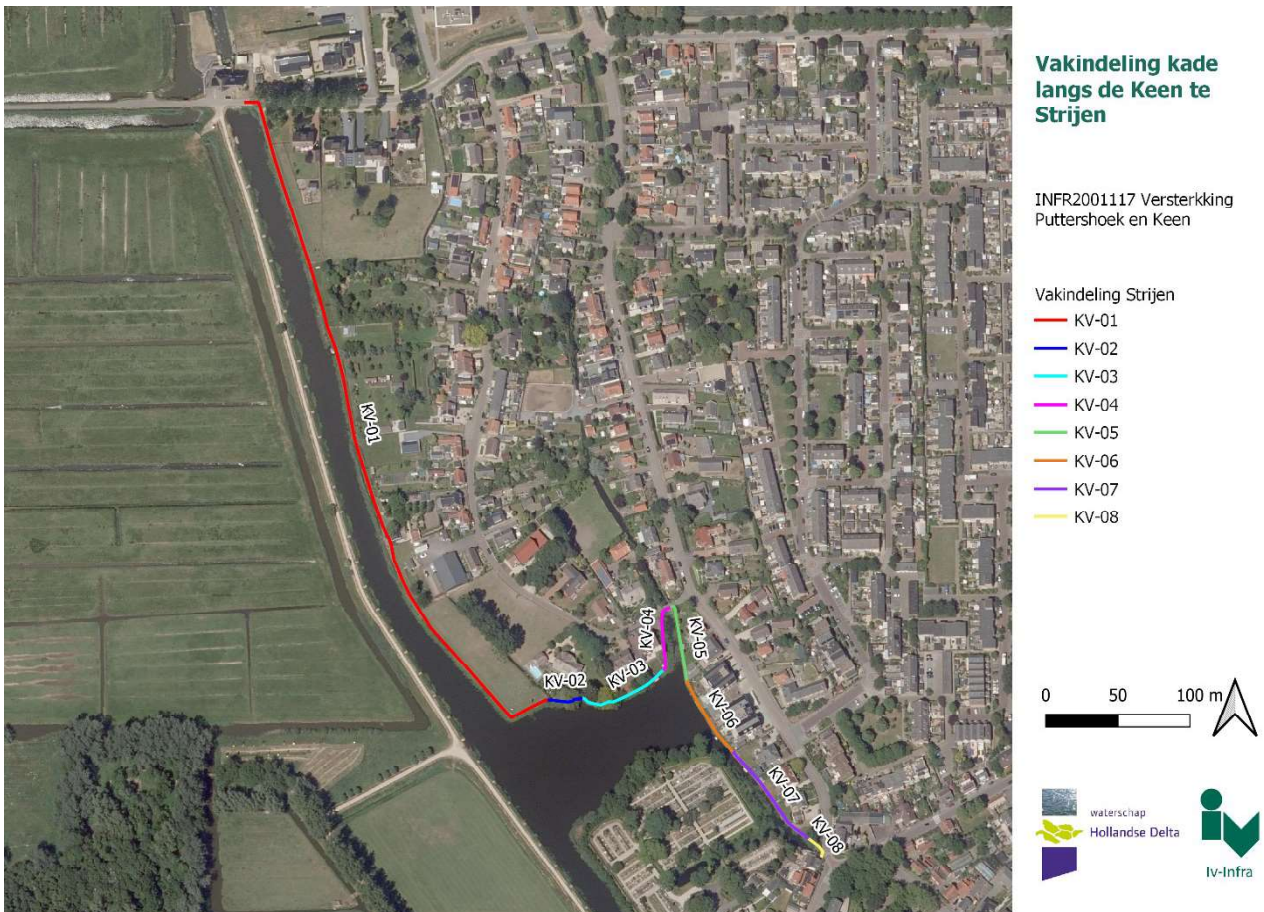 Vakindeling kade
langs de Keen te
Strijen
INFR2001117 Versterkking
Puttershoek en Keen
Vakindeling Strijen
KV-01
KV-02
KV-03
KV-04
KV-05
KV-06
KV-07
KV-08
KV-01
KV-02
KV-03
KV-04
KV-05
KV-06
KV-07
KV-08
0 50 100 m
waterschap
Hollandse Delta
iv
Iv-Infra